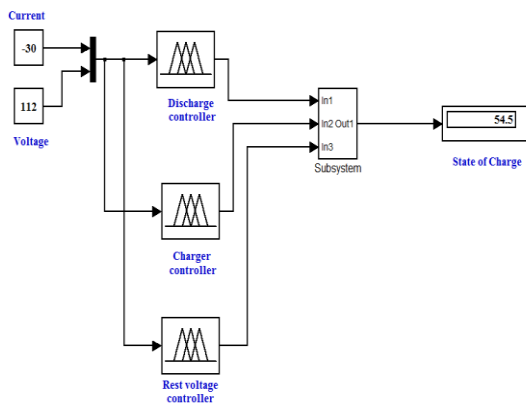 Current
-30
112
Voltage
Discharge
controller
In1
In2 Out1
In3
Subsystem
54.5
State of Charge
Charger
controller
Rest voltage
controller